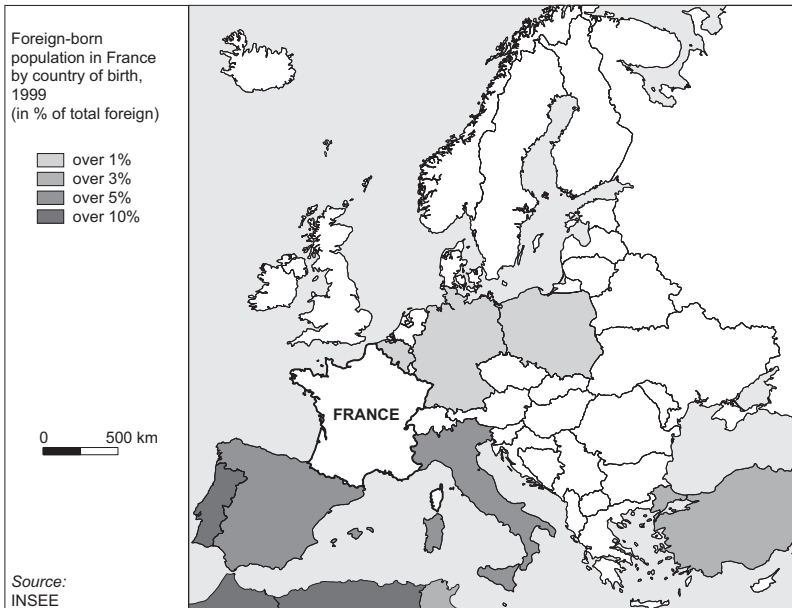 Foreign-born
population in France
by country of birth,
1999
(in % of total foreign)
over 1%
over 3%
over 5%
over 10%
FRANCE
0 500 km
Source:
INSEE